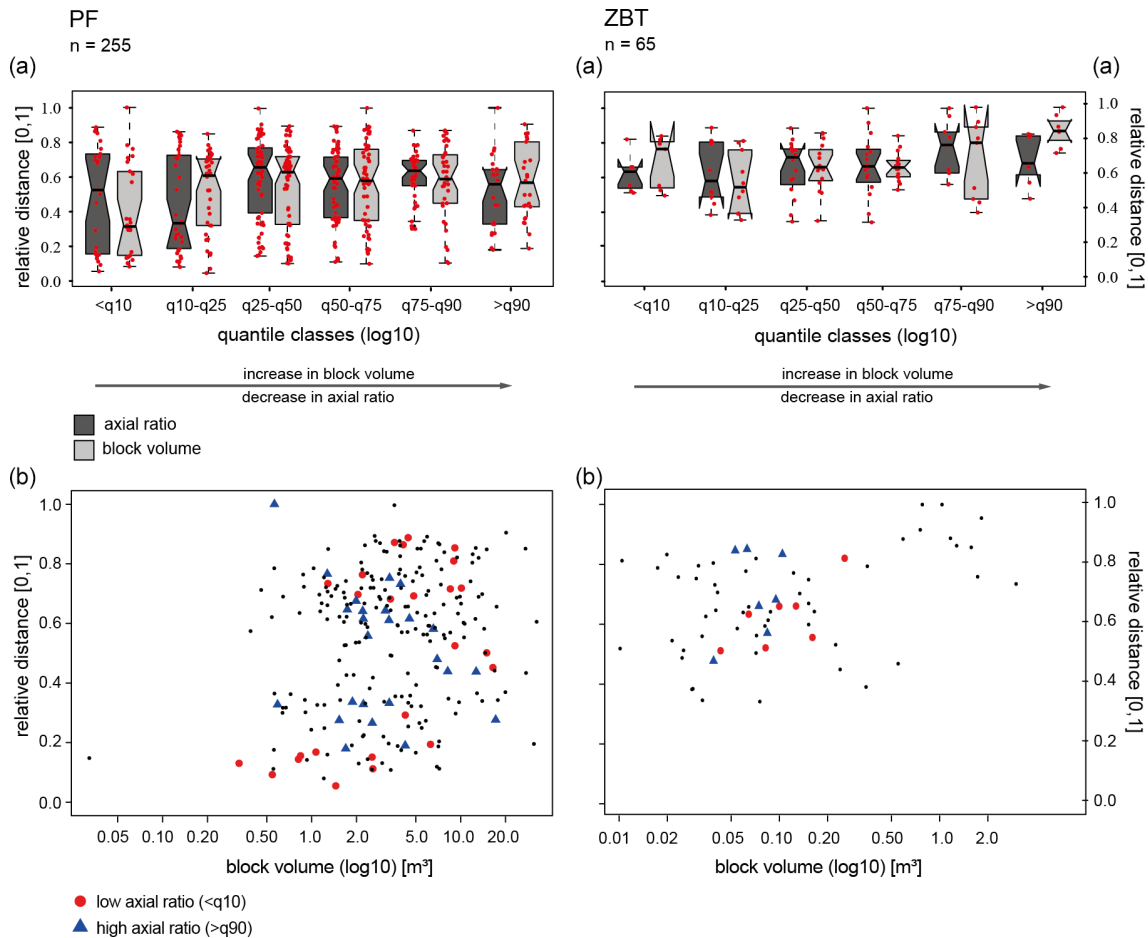 PF
n = 255
(a)
relative distance [0,1]
1.0
0.8
0.6
0.4
0.2
0.0
<q10
q10-q25
q25-q50
q50-q75
q75-q90
>q90
quantile classes (log10)
increase in block volume
decrease in axial ratio
axial ratio
block volume
ZBT
n = 65
(a)
(a)
<q10
q10-q25
q25-q50
q50-q75
q75-q90
>q90
quantile classes (log10)
1.0
0.8
0.6
0.4
0.2
0.0
relative distance [0,1]
increase in block volume
decrease in axial ratio
(b)
relative distance [0,1]
1.0
0.8
0.6
0.4
0.2
0.0
0.05
0.10
0.20
0.50
1.0
2.0
5.0
10.0
20.0
block volume (log10) [m³]
low axial ratio (<q10)
high axial ratio (>q90)
(b)
0.01
0.02
0.05
0.10
0.20
0.50
1.0
2.0
block volume (log10) [m³]
1.0
0.8
0.6
0.4
0.2
0.0
relative distance [0,1]